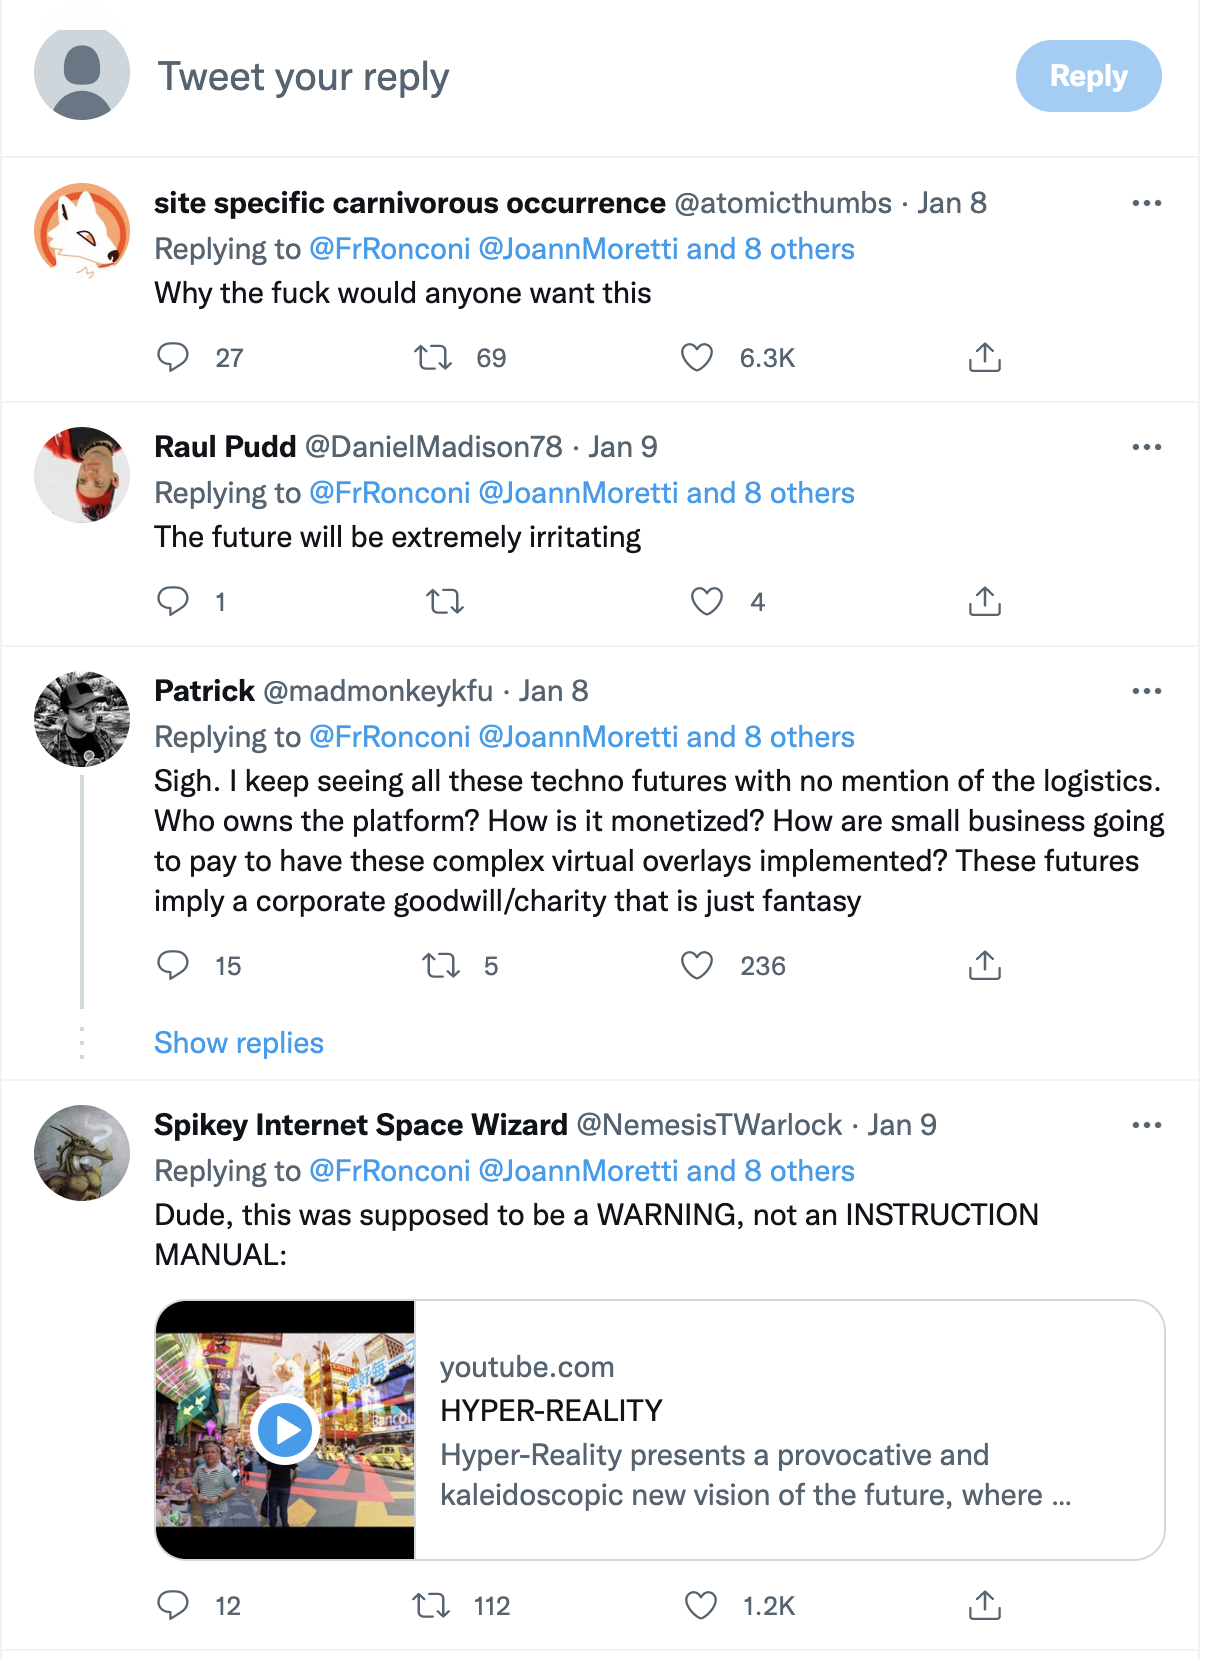 Tweet your reply
Reply
site specific carnivorous occurrence @atomicthumbs · Jan 8
Replying to @FrRonconi @JoannMoretti and 8 others
Why the fuck would anyone want this
27 69 6.3K
Raul Pudd @DanielMadison78 · Jan 9
Replying to @FrRonconi @JoannMoretti and 8 others
The future will be extremely irritating
1 4
Patrick @madmonkeykfu · Jan 8
Replying to @FrRonconi @JoannMoretti and 8 others
Sigh. I keep seeing all these techno futures with no mention of the logistics.
Who owns the platform? How is it monetized? How are small business going
to pay to have these complex virtual overlays implemented? These futures
imply a corporate goodwill/charity that is just fantasy
15 5 236
Show replies
Spikey Internet Space Wizard @NemesisTWarlock · Jan 9
Replying to @FrRonconi @JoannMoretti and 8 others
Dude, this was supposed to be a WARNING, not an INSTRUCTION
MANUAL:
美好每一
Bancol
youtube.com
HYPER-REALITY
Hyper-Reality presents a provocative and
kaleidoscopic new vision of the future, where ...
12 112 1.2K